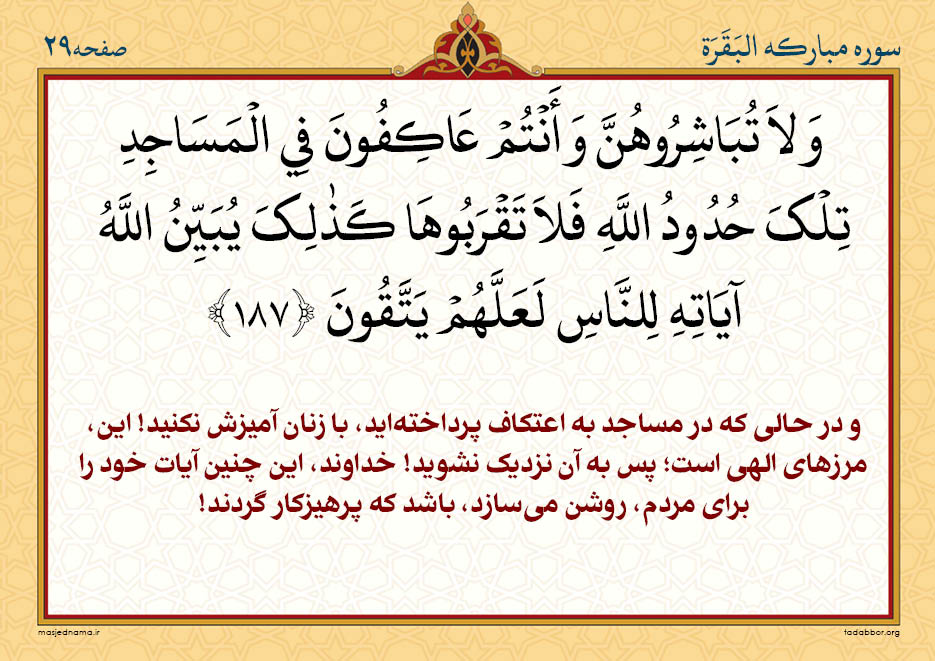 سوره مبارکه البَقَرَة
صفحه۲۹
وَلاَ تُبَاشِرُوهُنَّ وَأَنْتُمْ عَاكِفُونَ فِي الْمَسَاجِدِ
تِلْكَ حُدُودُ اللَّهِ فَلاَ تَقْرَبُوهَا كَذٰلِكَ يُبَيِّنُ اللَّهُ
آيَاتِهِ لِلنَّاسِ لَعَلَّهُمْ يَتَّقُونَ ﴿۱۸۷﴾
و در حالی که در مساجد به اعتکاف پرداخته‌اید، با زنان آمیزش نکنید! این،
مرزهای الهی است؛ پس به آن نزدیک نشوید! خداوند، این چنین آیات خود را
برای مردم، روشن می‌سازد، باشد که پرهیزکار گردند!
masjednama.ir
tadabbor.org